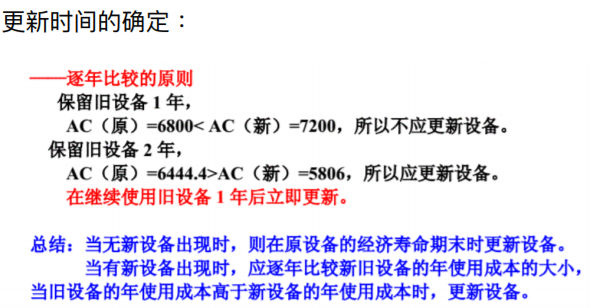 更新时间的确定：
——逐年比较的原则
保留旧设备 1 年，
AC（原）=6800< AC（新）=7200，所以不应更新设备。
保留旧设备 2 年，
AC（原）=6444.4>AC（新）=5806，所以应更新设备。
在继续使用旧设备 1 年后立即更新。
总结：当无新设备出现时，则在原设备的经济寿命期末时更新设备。
当有新设备出现时，应逐年比较新旧设备的年使用成本的大小，
当旧设备的年使用成本高于新设备的年使用成本时，更新设备。